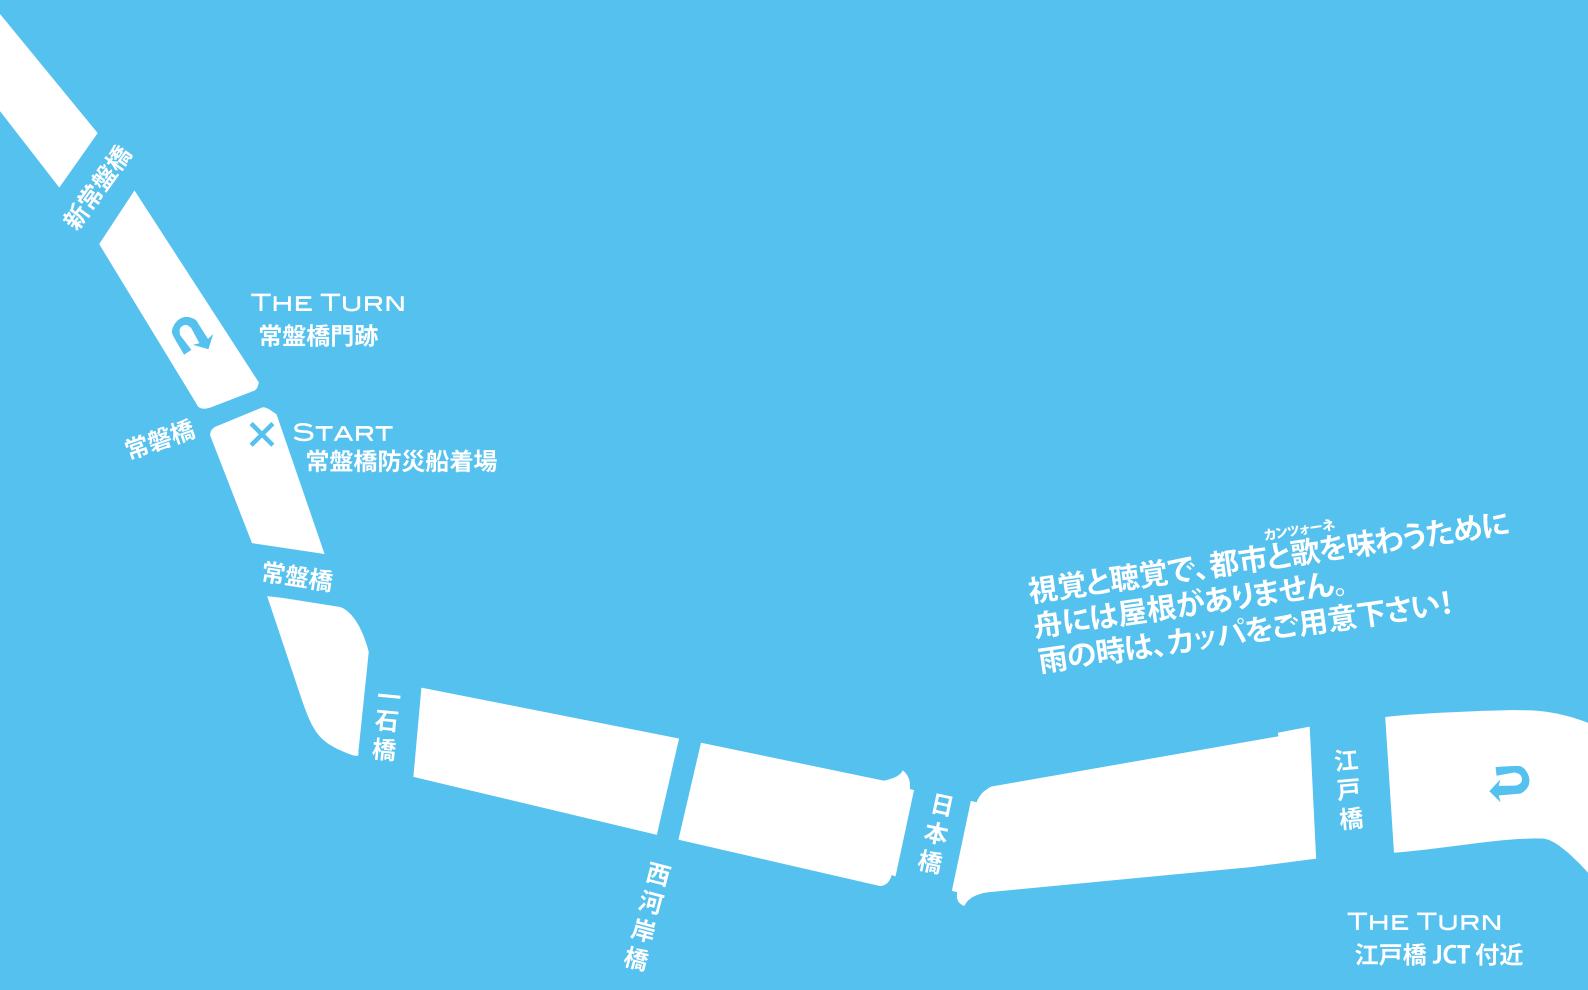 新常盤橋
THE TURN
常盤橋門跡
常磐橋
START
常盤橋防災船着場
常盤橋
カンツォーネ
視覚と聴覚で、都市と歌を味わうために
舟には屋根がありません。
雨の時は、カッパをご用意下さい！
一石橋
西河岸橋
日本橋
江戸橋
THE TURN
江戸橋 JCT 付近